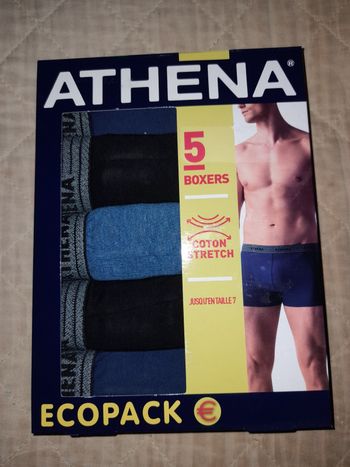 ATHENA®
5
BOXERS
COTON
STRETCH
JUSQU'EN TAILLE 7
ECOPACK €